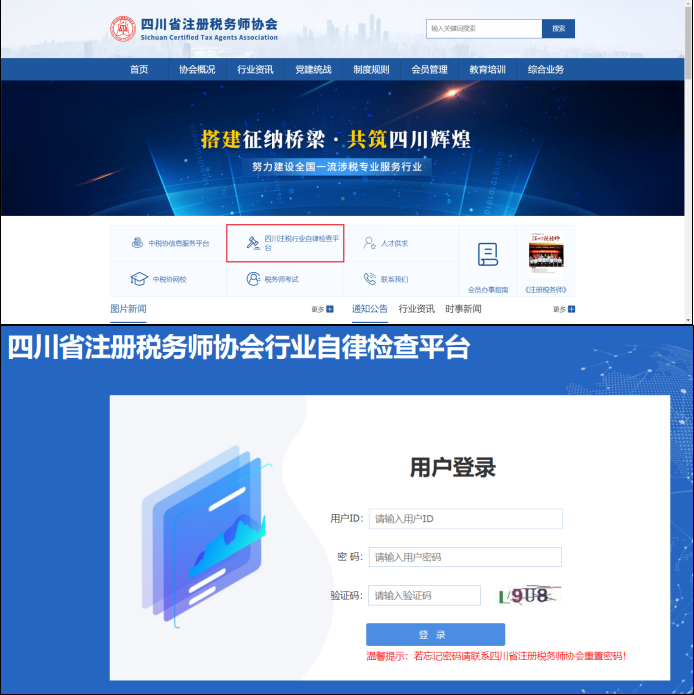 四川省注册税务师协会
Sichuan Certified Tax Agents Association
输入关键词搜索
搜索
首页 协会概况 行业资讯 党建统战 制度规则 会员管理 教育培训 综合业务
搭建征纳桥梁·共筑四川辉煌
努力建设全国一流涉税专业服务行业
中税协信息服务平台
四川注税行业自律检查平台
人才供求
中税协网校
税务师考试
联系我们
会员办事指南
《注册税务师》
图片新闻 更多
通知公告 行业资讯 时事新闻 更多
四川省注册税务师协会行业自律检查平台
用户登录
用户ID: 请输入用户ID
密 码: 请输入用户密码
验证码: 请输入验证码 L9U8
登 录
温馨提示：若忘记密码请联系四川省注册税务师协会重置密码！